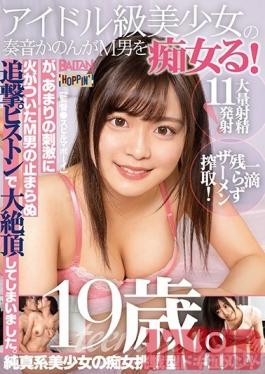 アイドル級美少女の
奏音かのんがM男を
痴女る!
11発射
大量射精
一滴残らず
ザーメン
搾取!
BAITAN
HOPPIN'
が、あまりの刺激に
火がついたM男の止まらぬ
追撃ピストンで大絶頂
してしまいました。
19歳。
teen
純真系美少女の痴女